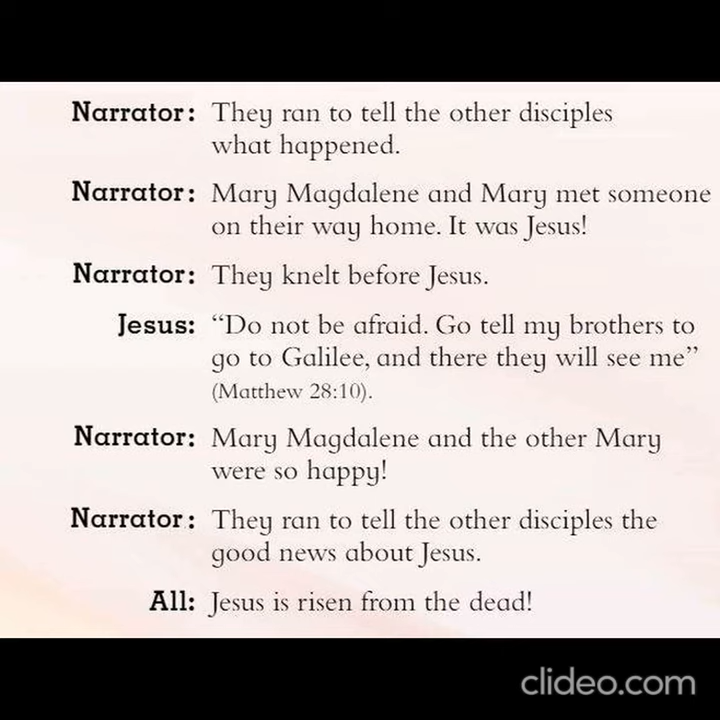 Narrator: They ran to tell the other disciples
what happened.
Narrator: Mary Magdalene and Mary met someone
on their way home. It was Jesus!
Narrator: They knelt before Jesus.
Jesus: “Do not be afraid. Go tell my brothers to
go to Galilee, and there they will see me”
(Matthew 28:10).
Narrator: Mary Magdalene and the other Mary
were so happy!
Narrator: They ran to tell the other disciples the
good news about Jesus.
All: Jesus is risen from the dead!
clideo.com